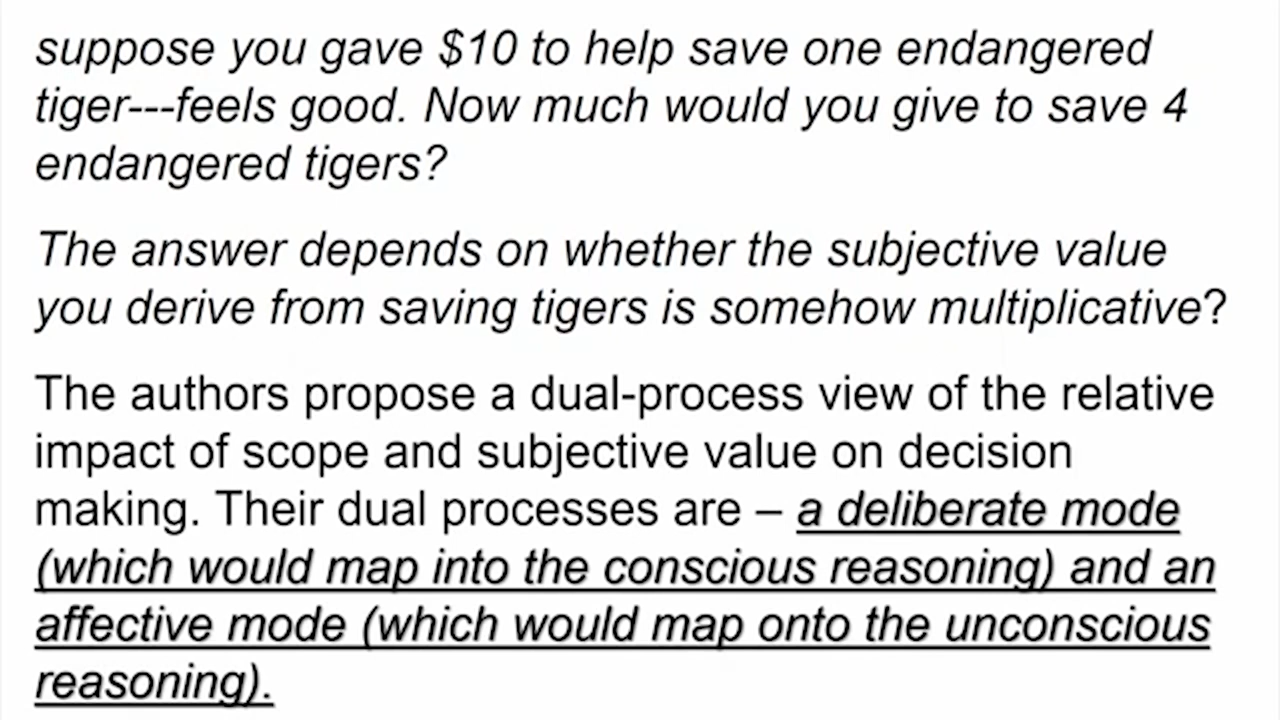 suppose you gave $10 to help save one endangered
tiger---feels good. Now much would you give to save 4
endangered tigers?
The answer depends on whether the subjective value
you derive from saving tigers is somehow multiplicative?
The authors propose a dual-process view of the relative
impact of scope and subjective value on decision
making. Their dual processes are – a deliberate mode
(which would map into the conscious reasoning) and an
affective mode (which would map onto the unconscious
reasoning).